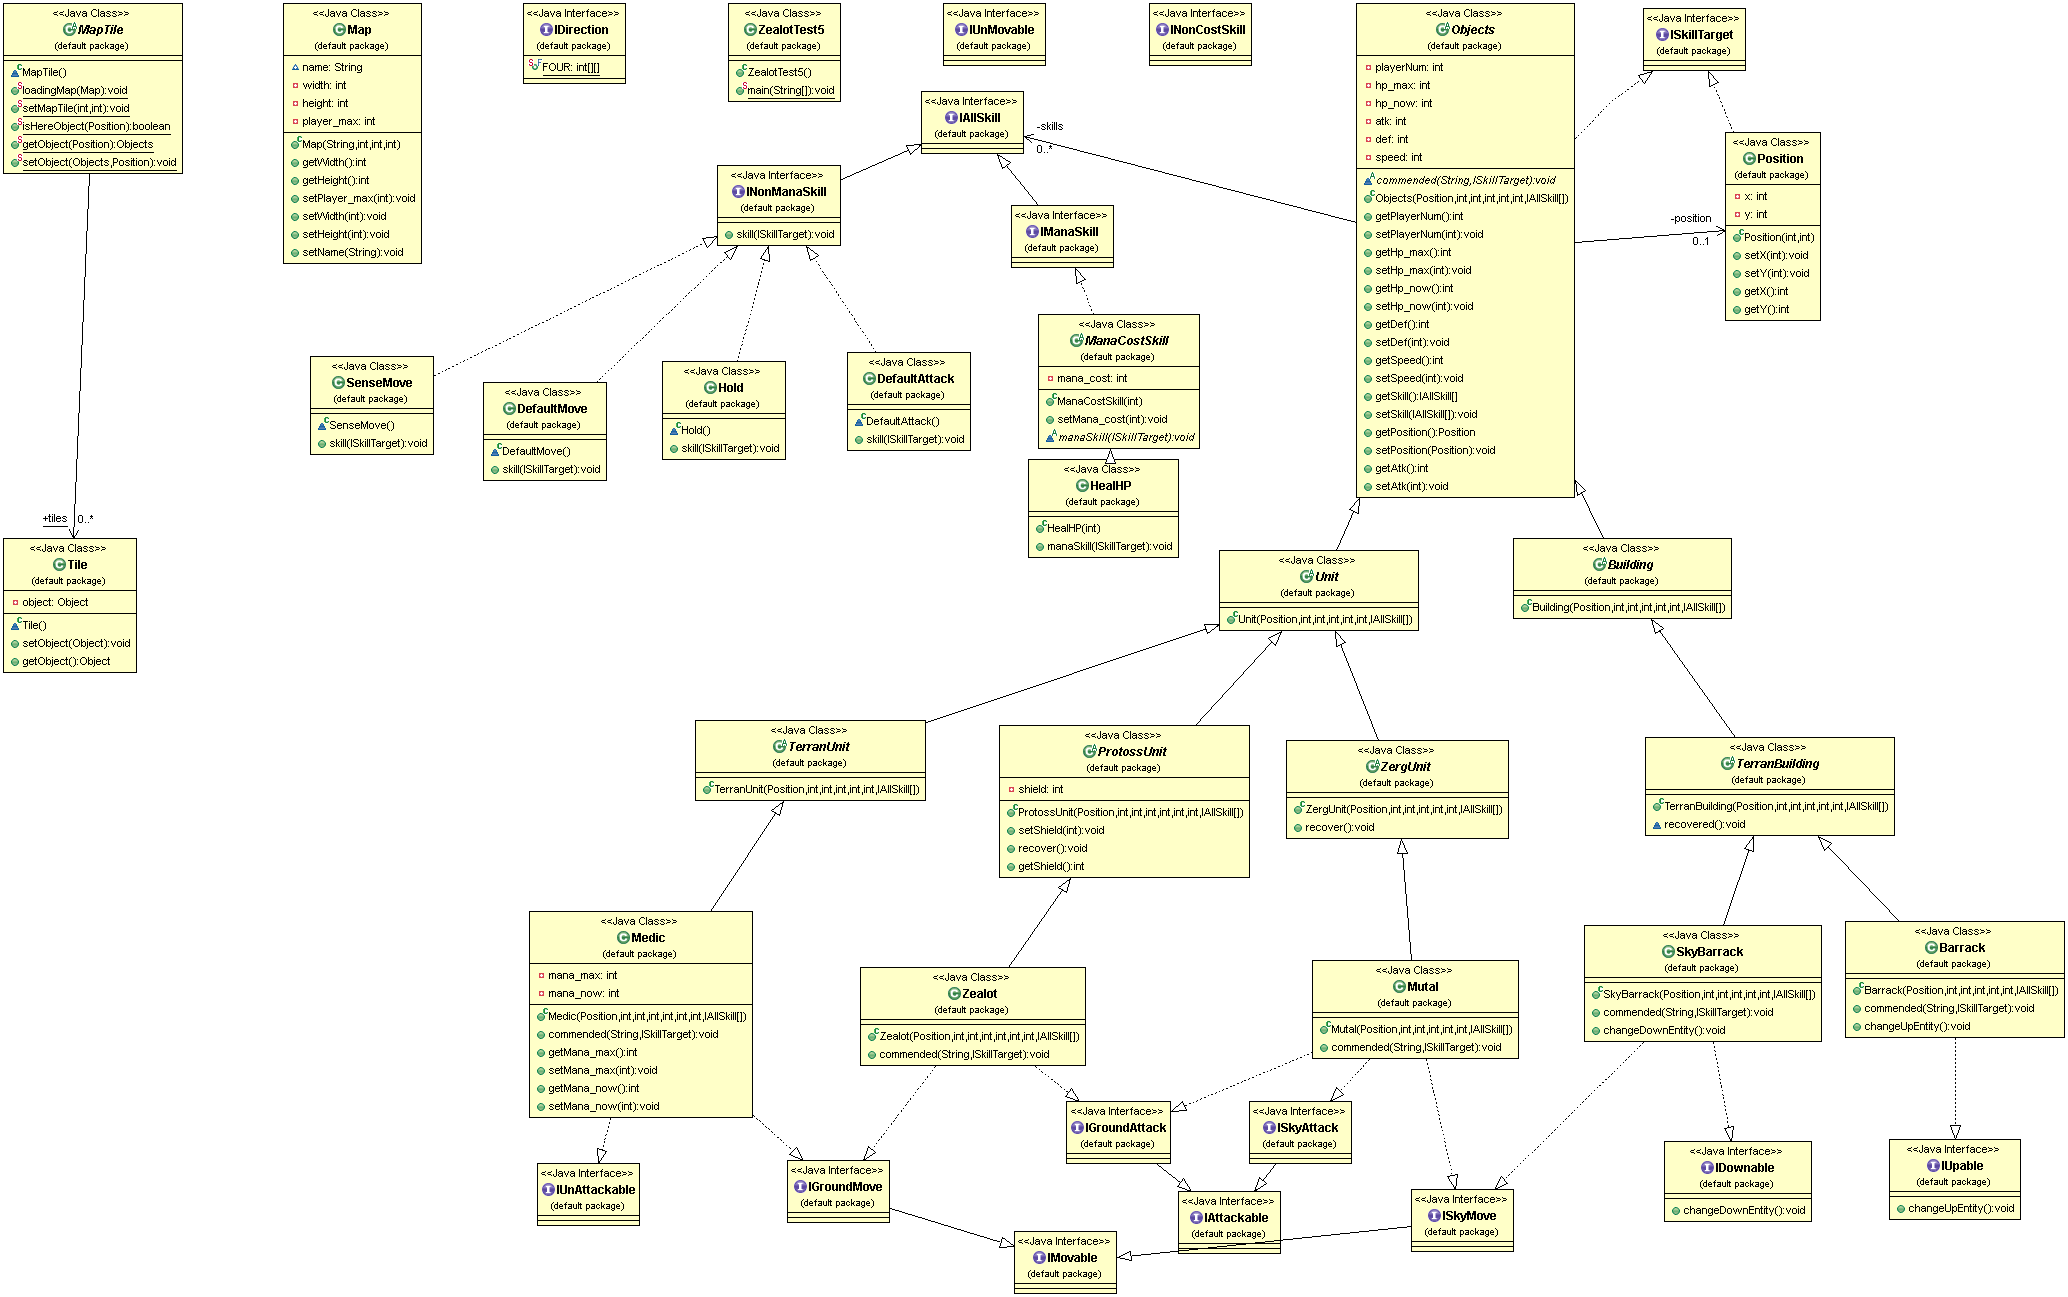 <<Java Class>>
MapTile
(default package)
MapTile()
loadingMap(Map):void
setMapTile(int,int):void
isHereObject(Position):boolean
getObject(Position):Objects
setObject(Objects,Position):void
<<Java Class>>
Map
(default package)
name: String
width: int
height: int
player_max: int
Map(String,int,int,int)
getWidth():int
getHeight():int
setPlayer_max(int):void
setWidth(int):void
setHeight(int):void
setName(String):void
<<Java Interface>>
IDirection
(default package)
FOUR: int[][]
<<Java Class>>
ZealotTest5
(default package)
ZealotTest5()
main(String[]):void
<<Java Interface>>
IUnMovable
(default package)
<<Java Interface>>
INonCostSkill
(default package)
<<Java Class>>
Objects
(default package)
playerNum: int
hp_max: int
hp_now: int
atk: int
def: int
speed: int
commended(String,ISkillTarget):void
Objects(Position,int,int,int,int,int,IAllSkill[])
getPlayerNum():int
setPlayerNum(int):void
getHp_max():int
setHp_max(int):void
getHp_now():int
setHp_now(int):void
getDef():int
setDef(int):void
getSpeed():int
setSpeed(int):void
getSkill():IAllSkill[]
setSkill(IAllSkill[]):void
getPosition():Position
setPosition(Position):void
getAtk():int
setAtk(int):void
<<Java Interface>>
ISkillTarget
(default package)
<<Java Class>>
Position
(default package)
x: int
y: int
Position(int,int)
setX(int):void
setY(int):void
getX():int
getY():int
-position
0..1
<<Java Interface>>
IAllSkill
(default package)
-skills
0..*
<<Java Interface>>
INonManaSkill
(default package)
skill(ISkillTarget):void
<<Java Interface>>
IManaSkill
(default package)
<<Java Class>>
SenseMove
(default package)
SenseMove()
skill(ISkillTarget):void
<<Java Class>>
DefaultMove
(default package)
DefaultMove()
skill(ISkillTarget):void
<<Java Class>>
Hold
(default package)
Hold()
skill(ISkillTarget):void
<<Java Class>>
DefaultAttack
(default package)
DefaultAttack()
skill(ISkillTarget):void
<<Java Class>>
ManaCostSkill
(default package)
mana_cost: int
ManaCostSkill(int)
setMana_cost(int):void
manaSkill(ISkillTarget):void
<<Java Class>>
HealHP
(default package)
HealHP(int)
manaSkill(ISkillTarget):void
+tiles
0..*
<<Java Class>>
Tile
(default package)
object: Object
Tile()
setObject(Object):void
getObject():Object
<<Java Class>>
Unit
(default package)
Unit(Position,int,int,int,int,int,IAllSkill[])
<<Java Class>>
Building
(default package)
Building(Position,int,int,int,int,int,IAllSkill[])
<<Java Class>>
TerranUnit
(default package)
TerranUnit(Position,int,int,int,int,int,IAllSkill[])
<<Java Class>>
ProtossUnit
(default package)
shield: int
ProtossUnit(Position,int,int,int,int,int,int,IAllSkill[])
setShield(int):void
recover():void
getShield():int
<<Java Class>>
ZergUnit
(default package)
ZergUnit(Position,int,int,int,int,int,IAllSkill[])
recover():void
<<Java Class>>
TerranBuilding
(default package)
TerranBuilding(Position,int,int,int,int,int,IAllSkill[])
recovered():void
<<Java Class>>
Medic
(default package)
mana_max: int
mana_now: int
Medic(Position,int,int,int,int,int,int,IAllSkill[])
commended(String,ISkillTarget):void
getMana_max():int
setMana_max(int):void
getMana_now():int
setMana_now(int):void
<<Java Class>>
Zealot
(default package)
Zealot(Position,int,int,int,int,int,int,IAllSkill[])
commended(String,ISkillTarget):void
<<Java Class>>
Mutal
(default package)
Mutal(Position,int,int,int,int,int,IAllSkill[])
commended(String,ISkillTarget):void
<<Java Class>>
SkyBarrack
(default package)
SkyBarrack(Position,int,int,int,int,int,IAllSkill[])
commended(String,ISkillTarget):void
changeDownEntity():void
<<Java Class>>
Barrack
(default package)
Barrack(Position,int,int,int,int,int,IAllSkill[])
commended(String,ISkillTarget):void
changeUpEntity():void
<<Java Interface>>
IUnAttackable
(default package)
<<Java Interface>>
IGroundMove
(default package)
<<Java Interface>>
IGroundAttack
(default package)
<<Java Interface>>
ISkyAttack
(default package)
<<Java Interface>>
IAttackable
(default package)
<<Java Interface>>
ISkyMove
(default package)
<<Java Interface>>
IDownable
(default package)
changeDownEntity():void
<<Java Interface>>
IUpable
(default package)
changeUpEntity():void
<<Java Interface>>
IMovable
(default package)